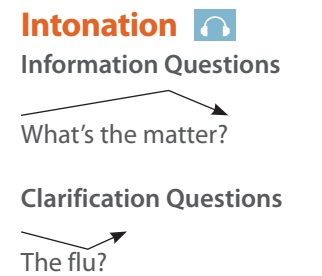 Intonation
Information Questions
What's the matter?
Clarification Questions
The flu?